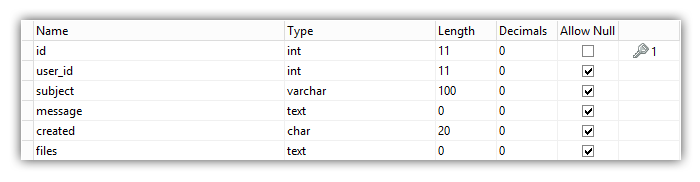 Name Type Length Decimals Allow Null
id int 11 0 1
user_id int 11 0
subject varchar 100 0
message text 0 0
created char 20 0
files text 0 0